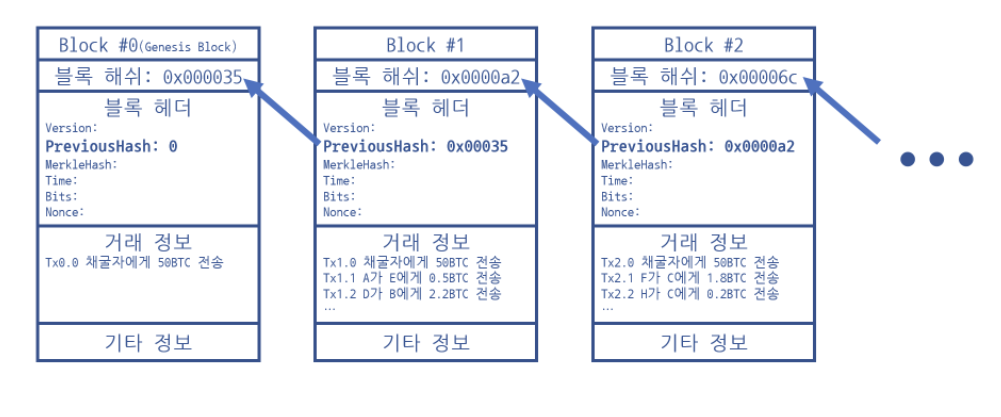 Block #0(Genesis Block)
블록 해쉬: 0x000035
블록 헤더
Version:
PreviousHash: 0
MerkleHash:
Time:
Bits:
Nonce:
거래 정보
Tx0.0 채굴자에게 50BTC 전송
기타 정보
Block #1
블록 해쉬: 0x0000a2
블록 헤더
Version:
PreviousHash: 0x00035
MerkleHash:
Time:
Bits:
Nonce:
거래 정보
Tx1.0 채굴자에게 50BTC 전송
Tx1.1 A가 E에게 0.5BTC 전송
Tx1.2 D가 B에게 2.2BTC 전송
…
기타 정보
Block #2
블록 해쉬: 0x00006c
블록 헤더
Version:
PreviousHash: 0x0000a2
MerkleHash:
Time:
Bits:
Nonce:
거래 정보
Tx2.0 채굴자에게 50BTC 전송
Tx2.1 F가 C에게 1.8BTC 전송
Tx2.2 H가 C에게 0.2BTC 전송
…
기타 정보